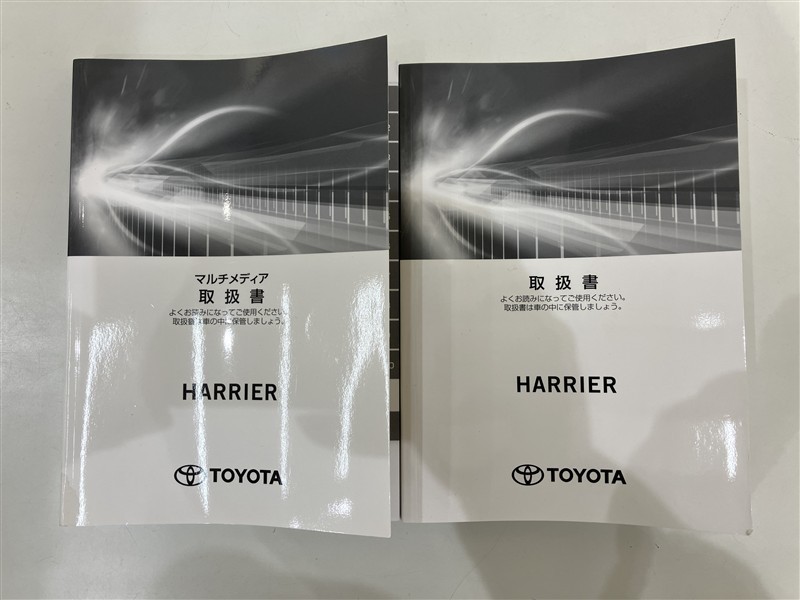 マルチメディア
取扱書
よくお読みになってご使用ください。
取扱書は車の中に保管しましょう。
HARRIER
TOYOTA
取扱書
よくお読みになってご使用ください。
取扱書は車の中に保管しましょう。
HARRIER
TOYOTA